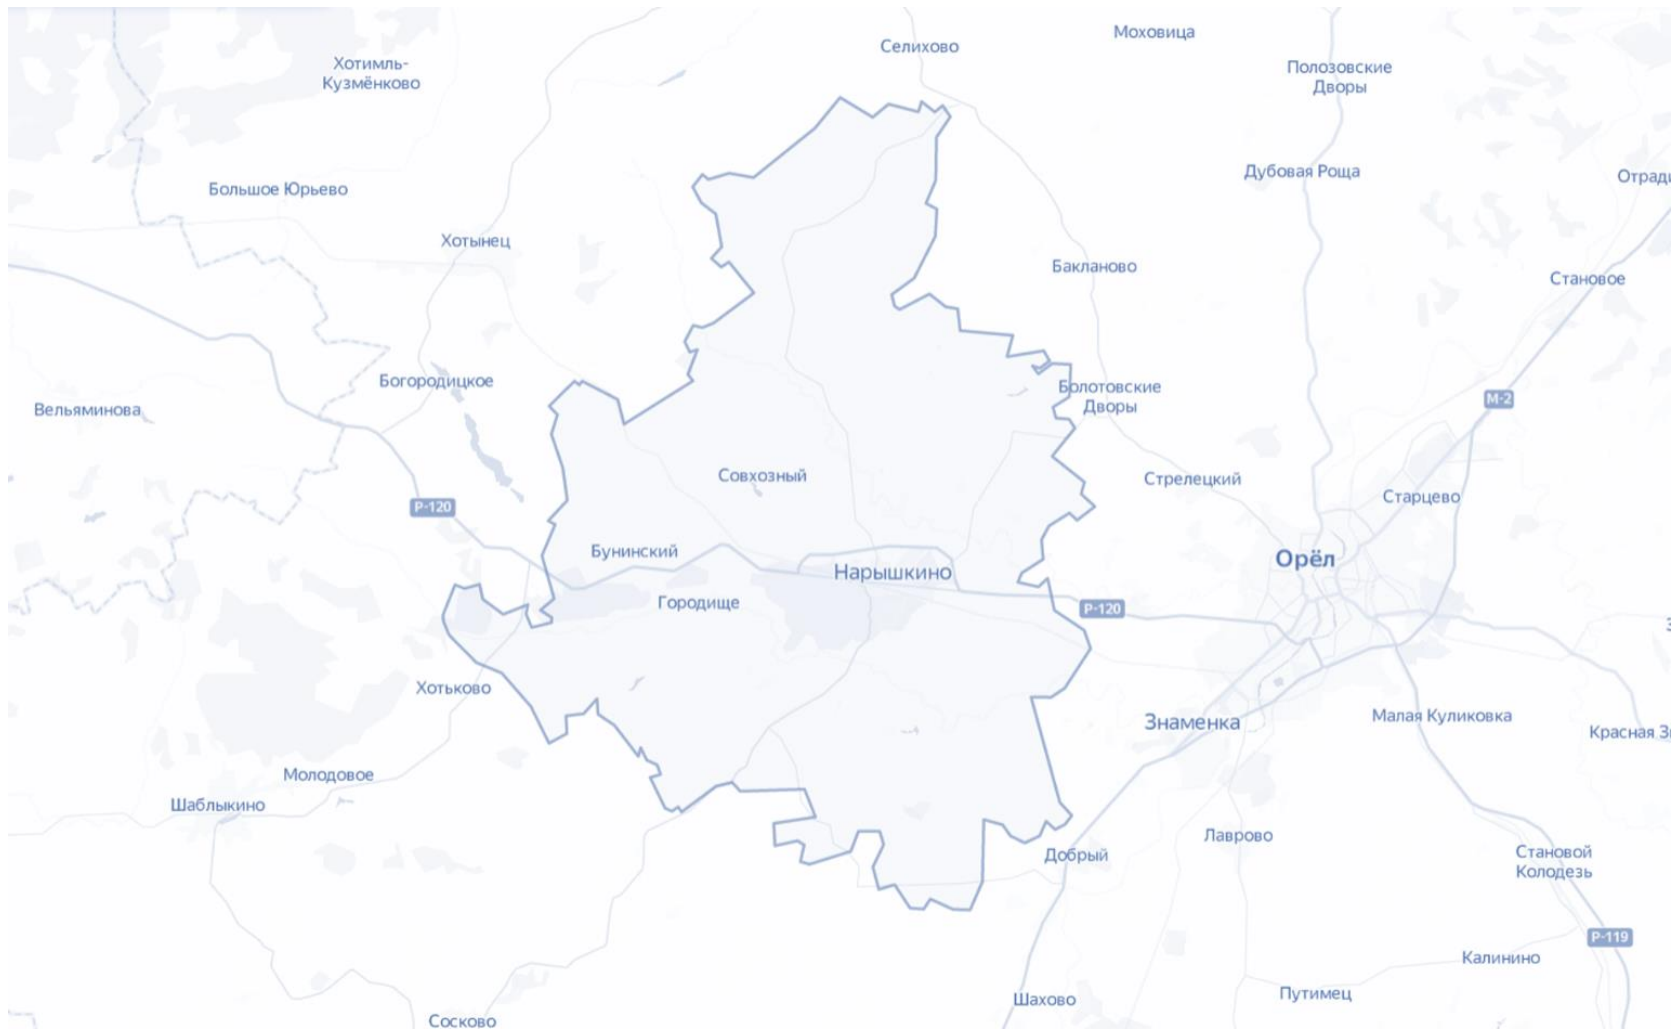 Моховица
Селихово
Хотимль-
Кузмёнково
Полозовские
Дворы
Дубовая Роща
Большое Юрьево
Хотынец
Бакланово
Становое
Богородицкое
Болотовские
Дворы
М-2
Вельяминова
Совхозный
Стрелецкий
Старцево
Р-120
Бунинский
Орёл
Нарышкино
Городище
Р-120
Хотьково
Знаменка
Малая Куликовка
Красная
Молодовое
Шаблыкино
Лаврово
Добрый
Становой
Колодезь
Р-119
Калинино
Путимец
Шахово
Сосково